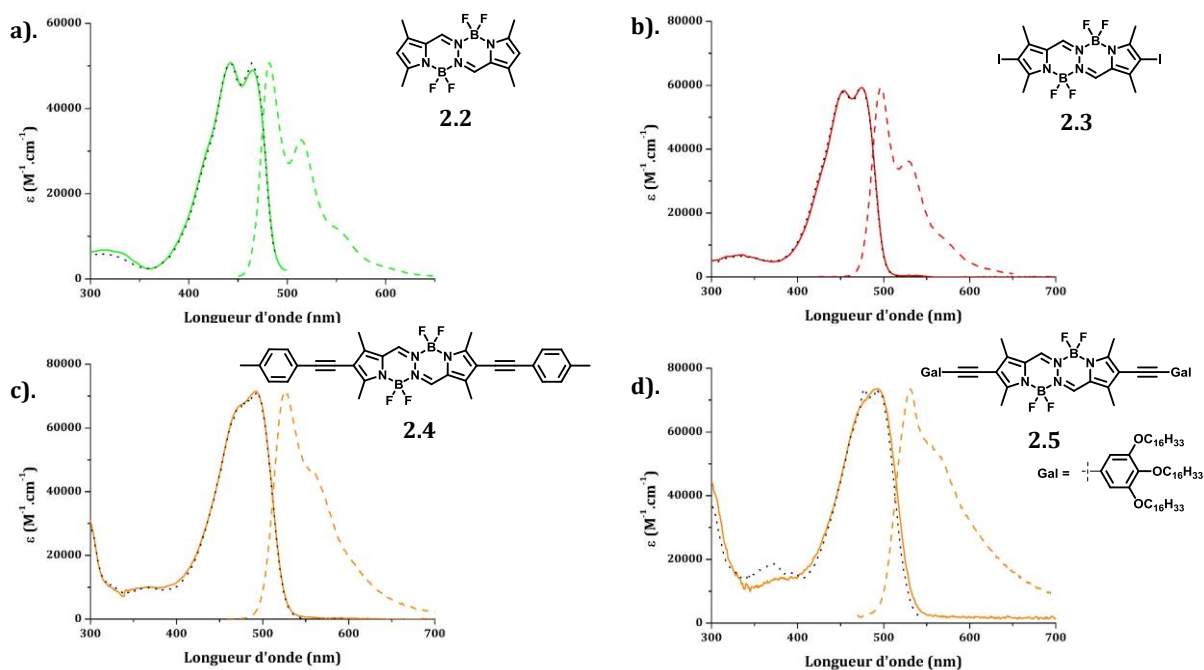 a).
ε (M⁻¹.cm⁻¹)
60000
50000
40000
30000
20000
10000
0
300 400 500 600
Longueur d'onde (nm)
F F
B
N N
N N
B
F F
2.2
b).
ε (M⁻¹.cm⁻¹)
80000
60000
40000
20000
0
300 400 500 600 700
Longueur d'onde (nm)
F F
B
I N N I
N N
B
F F
2.3
c).
ε (M⁻¹.cm⁻¹)
80000
60000
40000
20000
0
300 400 500 600 700
Longueur d'onde (nm)
F F
B
N N
N N
B
F F
2.4
d).
ε (M⁻¹.cm⁻¹)
80000
60000
40000
20000
0
300 400 500 600 700
Longueur d'onde (nm)
F F
B
Gal N N Gal
N N
B
F F
2.5
OC₁₆H₃₃
Gal = OC₁₆H₃₃
OC₁₆H₃₃